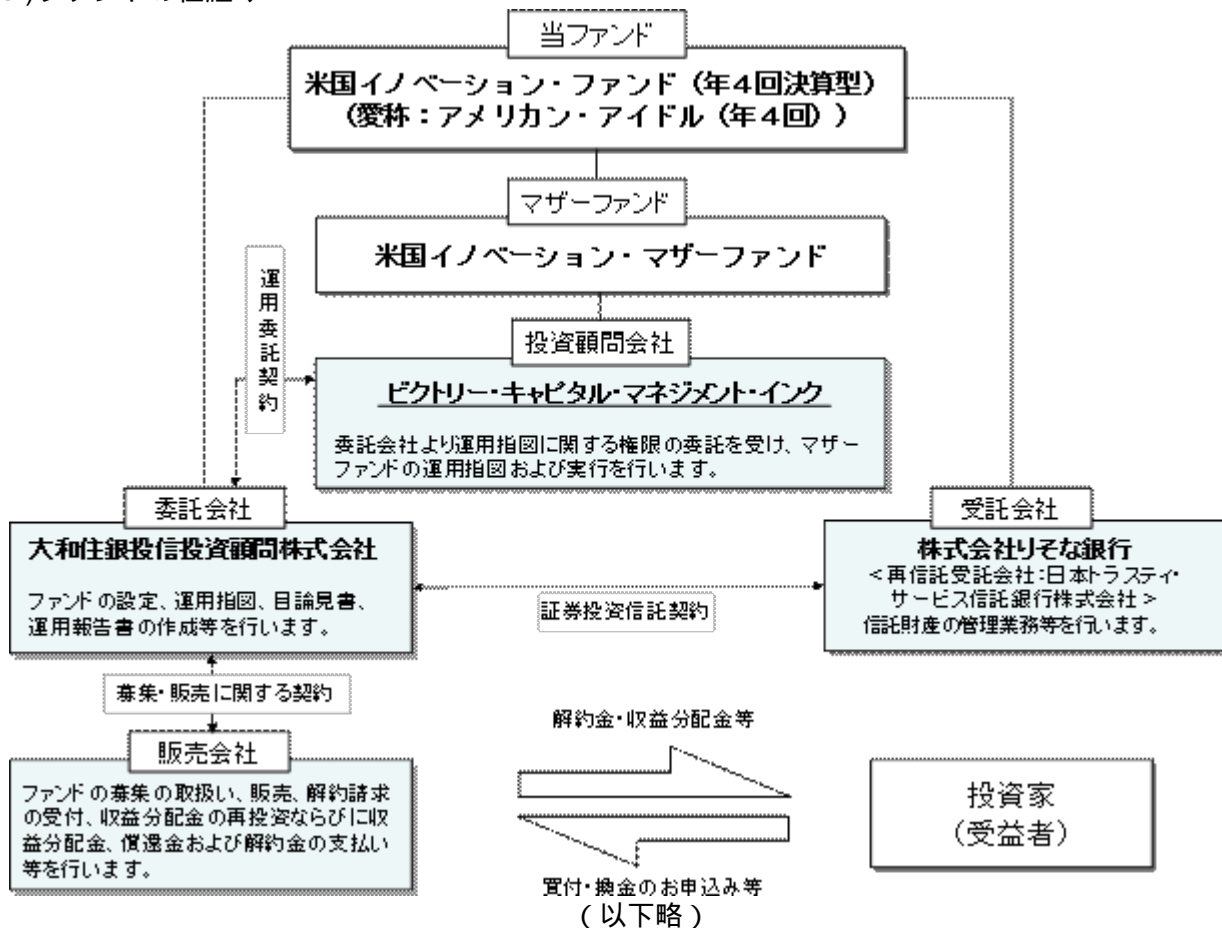 当ファンド
米国イノベーション・ファンド（年４回決算型）
（愛称：アメリカン・アイドル（年４回））
マザーファンド
米国イノベーション・マザーファンド
運用委託契約
投資顧問会社
ビクトリー・キャピタル・マネジメント・インク
委託会社より運用指図に関する権限の委託を受け、マザー
ファンドの運用指図および実行を行います。
委託会社
大和住銀投信投資顧問株式会社
ファンドの設定、運用指図、目論見書、
運用報告書の作成等を行います。
証券投資信託契約
受託会社
株式会社りそな銀行
＜再信託受託会社：日本トラスティ・
サービス信託銀行株式会社＞
信託財産の管理業務等を行います。
募集・販売に関する契約
販売会社
ファンドの募集の取扱い、販売、解約請求
の受付、収益分配金の再投資ならびに収
益分配金、償還金および解約金の支払い
等を行います。
解約金・収益分配金等
買付・換金のお申込み等
投資家
（受益者）
（以下略）